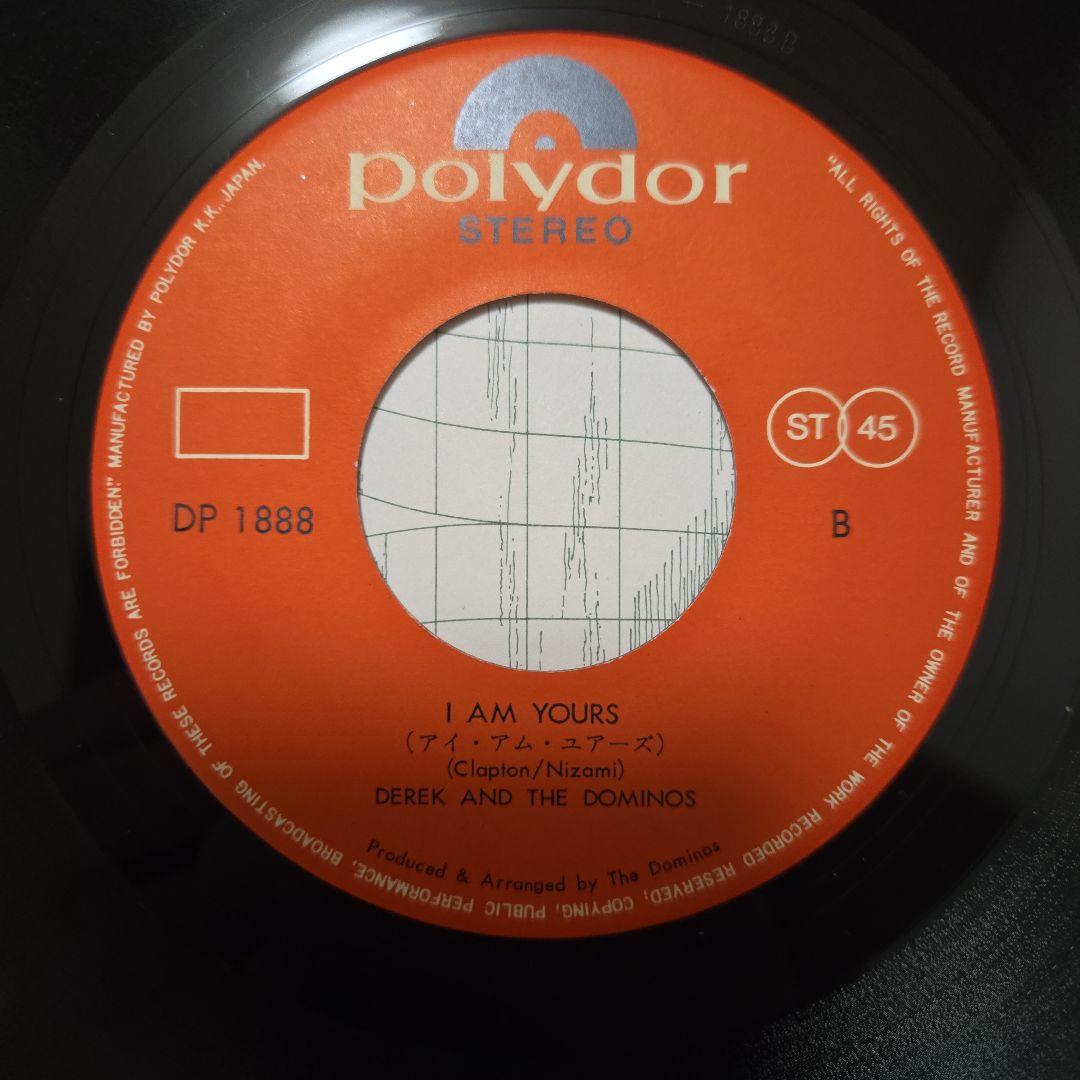 1888 B
polydor
STEREO
"ALL RIGHTS OF THE RECORD MANUFACTURER AND OF THE OWNER OF THE WORK RECORDED RESERVED; COPYING, PUBLIC PERFORMANCE, BROADCASTING OF THESE RECORDS ARE FORBIDDEN." MANUFACTURED BY POLYDOR K.K., JAPAN.
ST 45
DP 1888
B
I AM YOURS
(アイ・アム・ユアーズ)
(Clapton/Nizami)
DEREK AND THE DOMINOS
Produced & Arranged by The Dominos